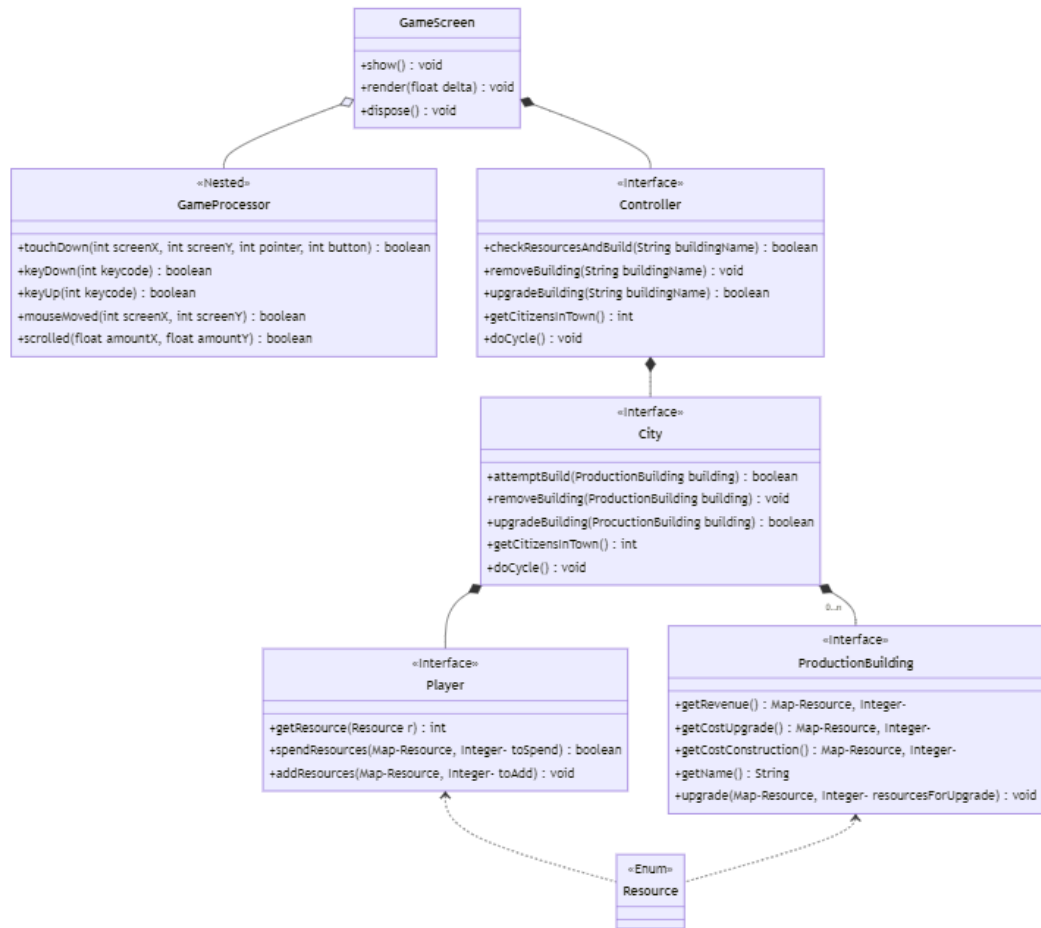 GameScreen
+show() : void
+render(float delta) : void
+dispose() : void
«Nested»
GameProcessor
+touchDown(int screenX, int screenY, int pointer, int button) : boolean
+keyDown(int keycode) : boolean
+keyUp(int keycode) : boolean
+mouseMoved(int screenX, int screenY) : boolean
+scrolled(float amountX, float amountY) : boolean
«Interface»
Controller
+checkResourcesAndBuild(String buildingName) : boolean
+removeBuilding(String buildingName) : void
+upgradeBuilding(String buildingName) : boolean
+getCitizensInTown() : int
+doCycle() : void
«Interface»
City
+attemptBuild(ProductionBuilding building) : boolean
+removeBuilding(ProductionBuilding building) : void
+upgradeBuilding(ProcuctionBuilding building) : boolean
+getCitizensInTown() : int
+doCycle() : void
0...n
«Interface»
Player
+getResource(Resource r) : int
+spendResources(Map-Resource, Integer- toSpend) : boolean
+addResources(Map-Resource, Integer- toAdd) : void
«Interface»
ProductionBuilding
+getRevenue() : Map-Resource, Integer-
+getCostUpgrade() : Map-Resource, Integer-
+getCostConstruction() : Map-Resource, Integer-
+getName() : String
+upgrade(Map-Resource, Integer- resourcesForUpgrade) : void
«Enum»
Resource